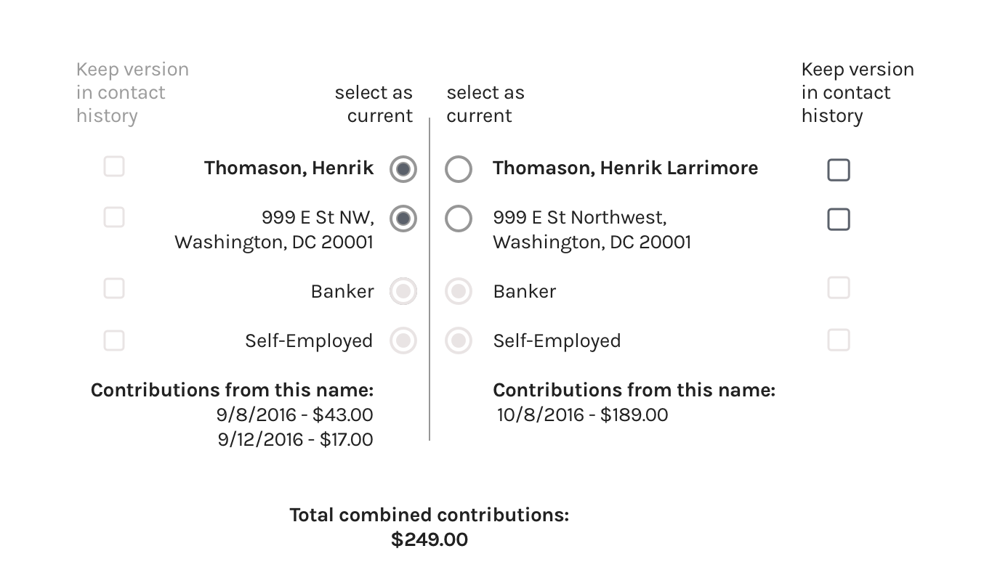 Keep version
in contact
history
select as
current
select as
current
Keep version
in contact
history
Thomason, Henrik
Thomason, Henrik Larrimore
999 E St NW,
Washington, DC 20001
999 E St Northwest,
Washington, DC 20001
Banker
Banker
Self-Employed
Self-Employed
Contributions from this name:
9/8/2016 - $43.00
9/12/2016 - $17.00
Contributions from this name:
10/8/2016 - $189.00
Total combined contributions:
$249.00